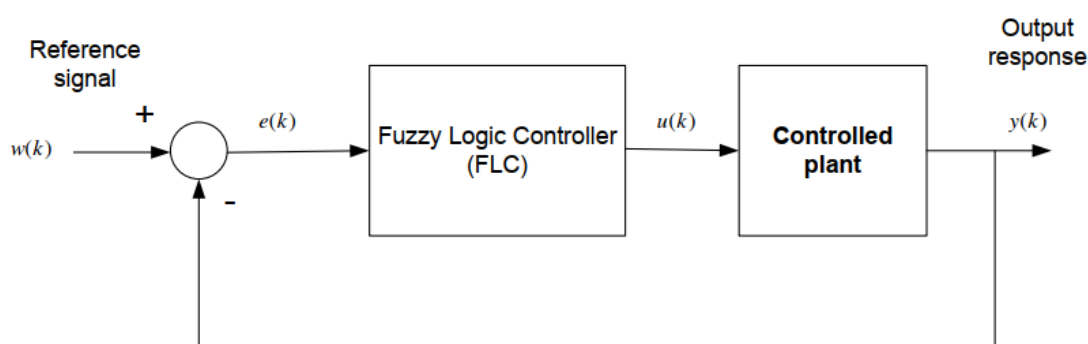 Output
response
Reference
signal
+
e(k)
Fuzzy Logic Controller
(FLC)
u(k)
Controlled
plant
y(k)
w(k)
-